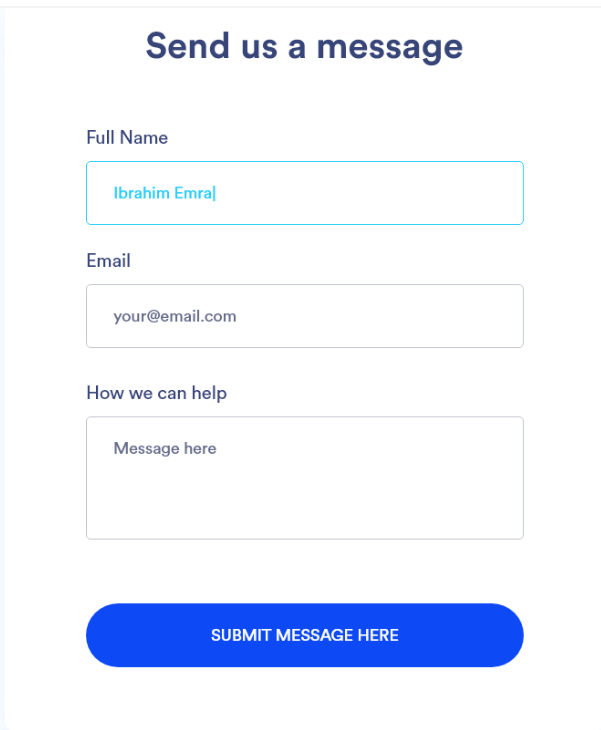 Send us a message
Full Name
Ibrahim Emra
Email
your@email.com
How we can help
Message here
SUBMIT MESSAGE HERE